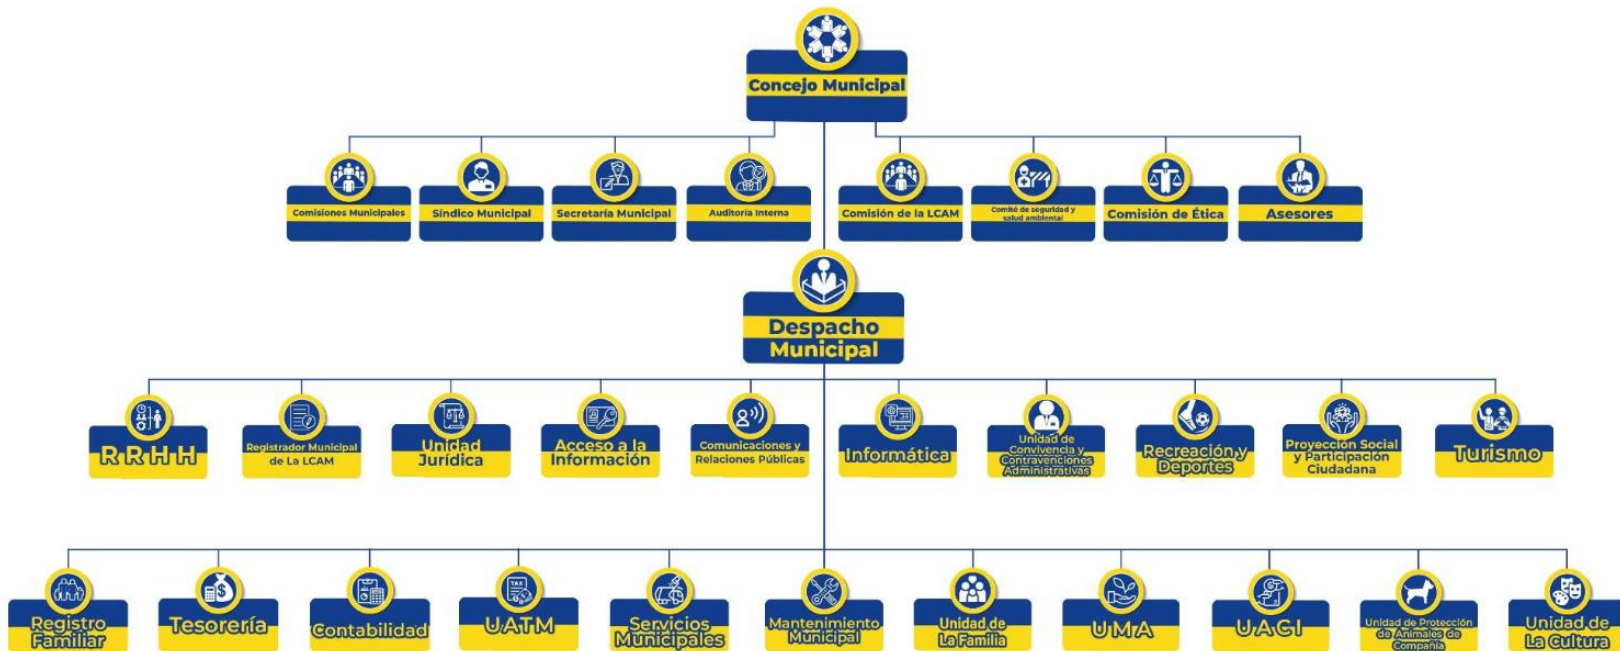 Concejo Municipal
Comisiones Municipales
Síndico Municipal
Secretaría Municipal
Auditoría Interna
Comisión de la LCAM
Comité de seguridad y
salud ambiental
Comisión de Ética
Asesores
Despacho
Municipal
RRHH
Registrador Municipal
de La LCAM
Unidad
Jurídica
Acceso a la
Información
Comunicaciones y
Relaciones Públicas
Informática
Unidad de
Convivencia y
Contravenciones
Administrativas
Recreación y
Deportes
Proyección Social
y Participación
Ciudadana
Turismo
Registro
Familiar
Tesorería
Contabilidad
TAX
UATM
Servicios
Municipales
Mantenimiento
Municipal
Unidad de
La Familia
UMA
UACI
Unidad de Protección
de Animales de
Compañía
Unidad de
La Cultura